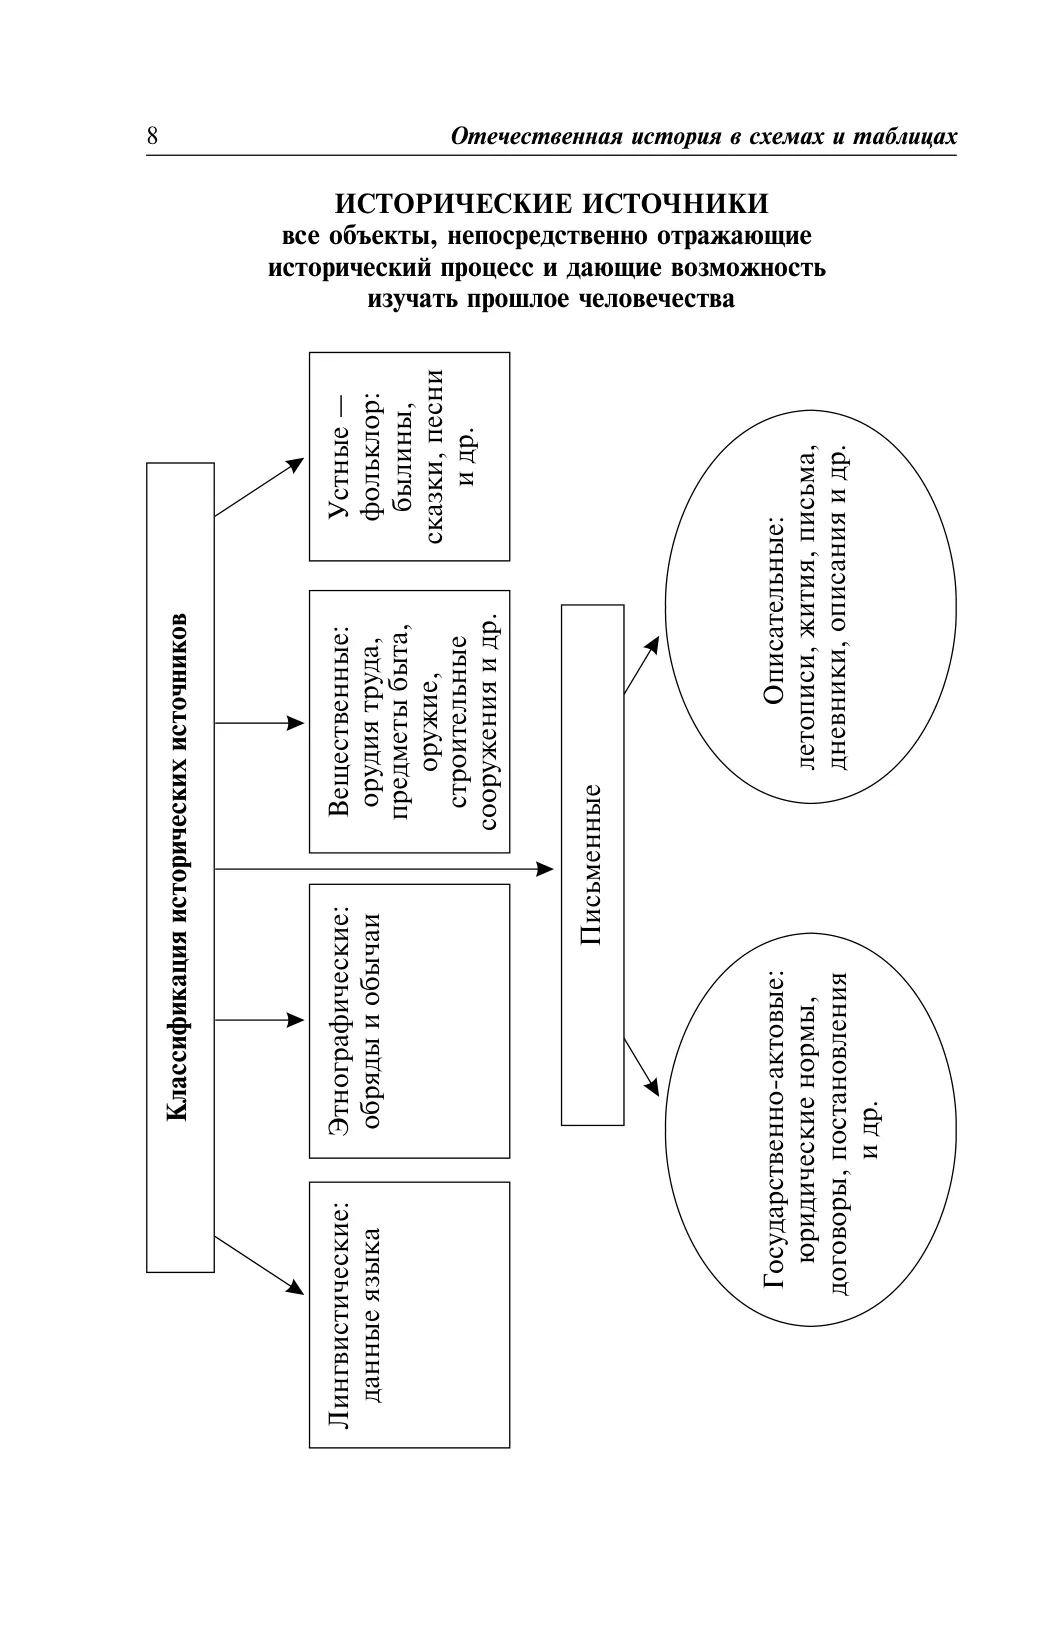 8
Отечественная история в схемах и таблицах
ИСТОРИЧЕСКИЕ ИСТОЧНИКИ
все объекты, непосредственно отражающие
исторический процесс и дающие возможность
изучать прошлое человечества
Классификация исторических источников
Лингвистические:
данные языка
Этнографические:
обряды и обычаи
Вещественные:
орудия труда,
предметы быта,
оружие,
строительные
сооружения и др.
Устные —
фольклор:
былины,
сказки, песни
и др.
Письменные
Государственно-актовые:
юридические нормы,
договоры, постановления
и др.
Описательные:
летописи, жития, письма,
дневники, описания и др.